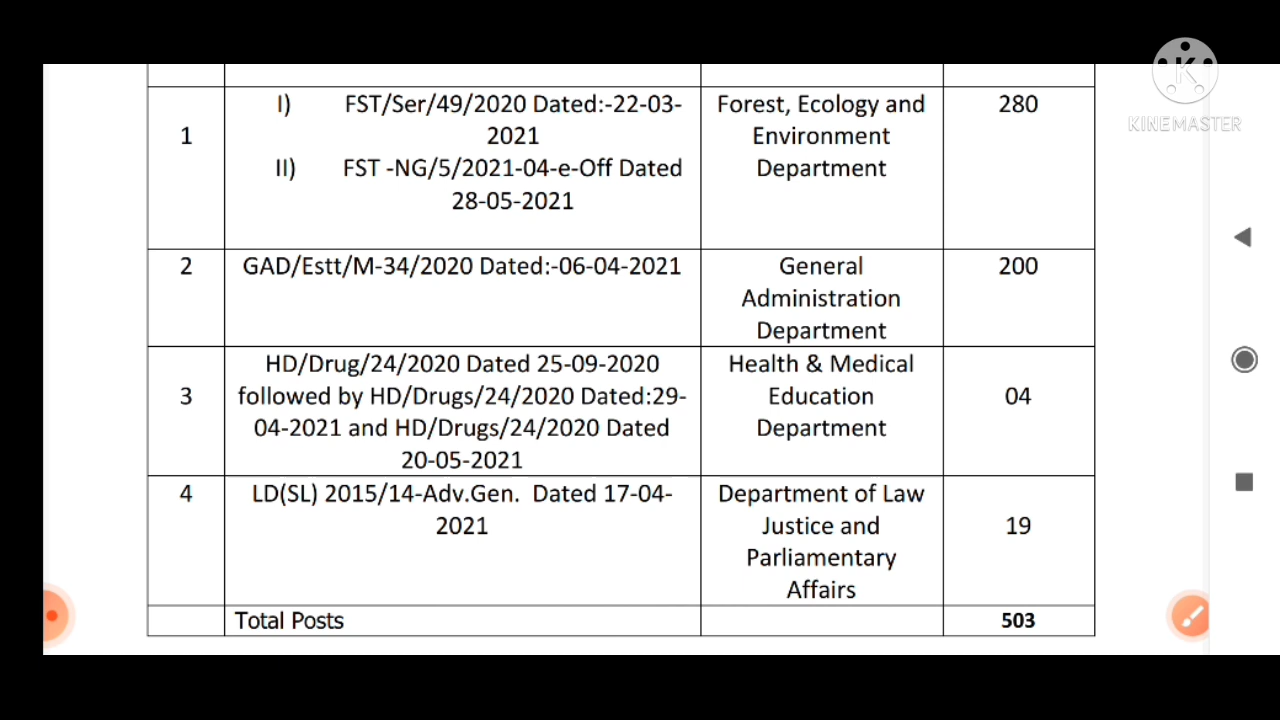 K
KINEMASTER
1
I) FST/Ser/49/2020 Dated:-22-03-
2021
II) FST -NG/5/2021-04-e-Off Dated
28-05-2021
Forest, Ecology and
Environment
Department
280
2
GAD/Estt/M-34/2020 Dated:-06-04-2021
General
Administration
Department
200
3
HD/Drug/24/2020 Dated 25-09-2020
followed by HD/Drugs/24/2020 Dated:29-
04-2021 and HD/Drugs/24/2020 Dated
20-05-2021
Health & Medical
Education
Department
04
4
LD(SL) 2015/14-Adv.Gen. Dated 17-04-
2021
Department of Law
Justice and
Parliamentary
Affairs
19
Total Posts
503